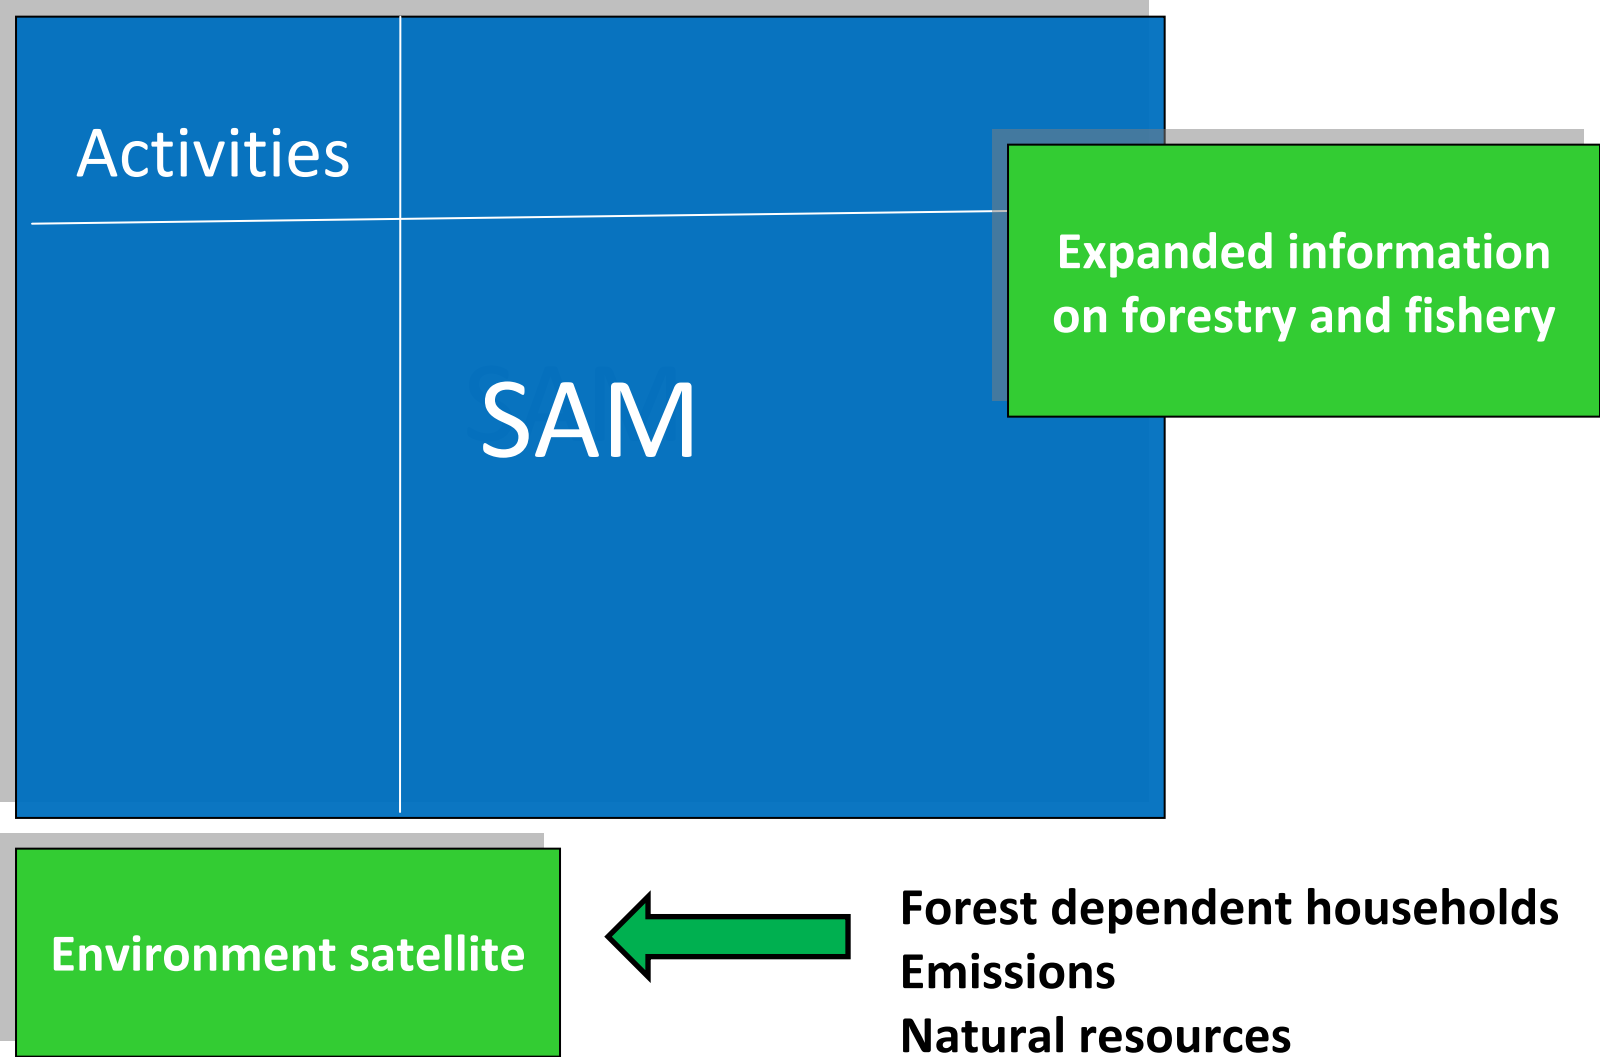 Activities
Expanded information
on forestry and fishery
SAM
Environment satellite
Forest dependent households
Emissions
Natural resources